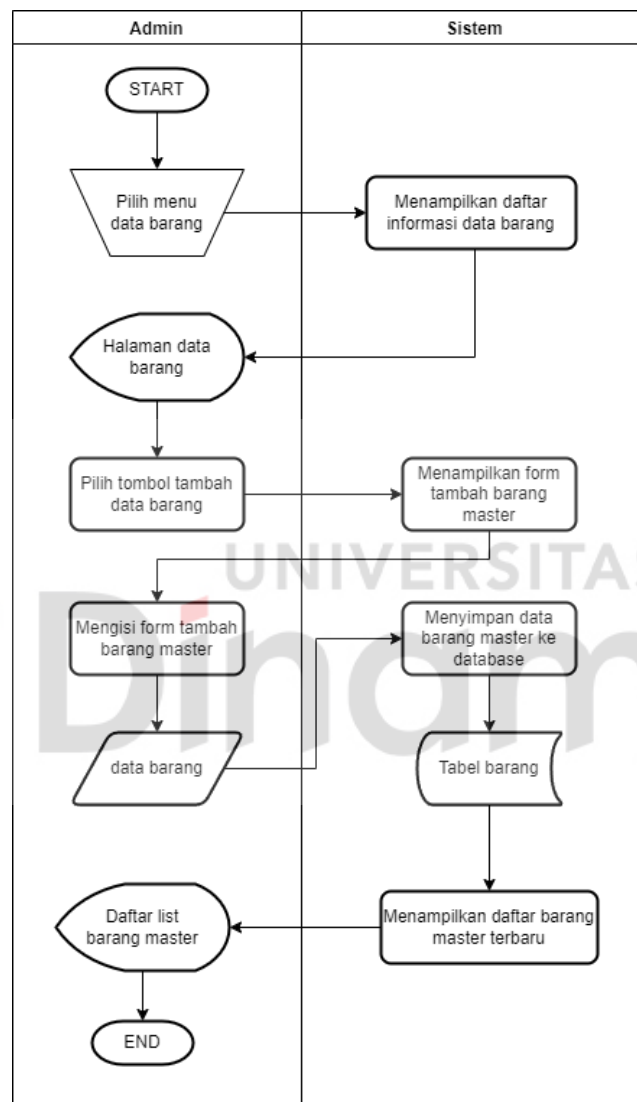 Admin
Sistem
START
Pilih menu
data barang
Menampilkan daftar
informasi data barang
Halaman data
barang
Pilih tombol tambah
data barang
Menampilkan form
tambah barang
master
UNIVERSITAS
Dinam
Mengisi form tambah
barang master
Menyimpan data
barang master ke
database
data barang
Tabel barang
Menampilkan daftar barang
master terbaru
Daftar list
barang master
END